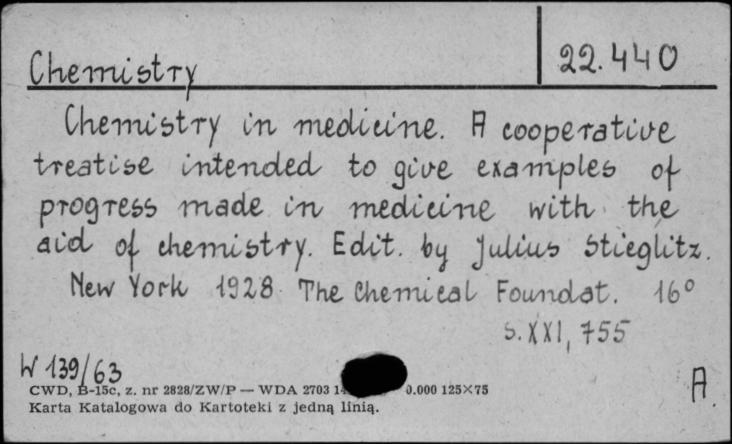 Chemistry
22.440
Chemistry in medicine. A cooperative
treatise intended to give examples of
progress made in medicine with the
aid of chemistry. Edit. by Julius Stieglitz.
New York 1928 The Chemical Foundat. 16°
s. XXI, 755
W 139/63
A
CWD, B-15c, z. nr 2828/ZW/P — WDA 2703 0.000 125×75
Karta Katalogowa do Kartoteki z jedną linią.